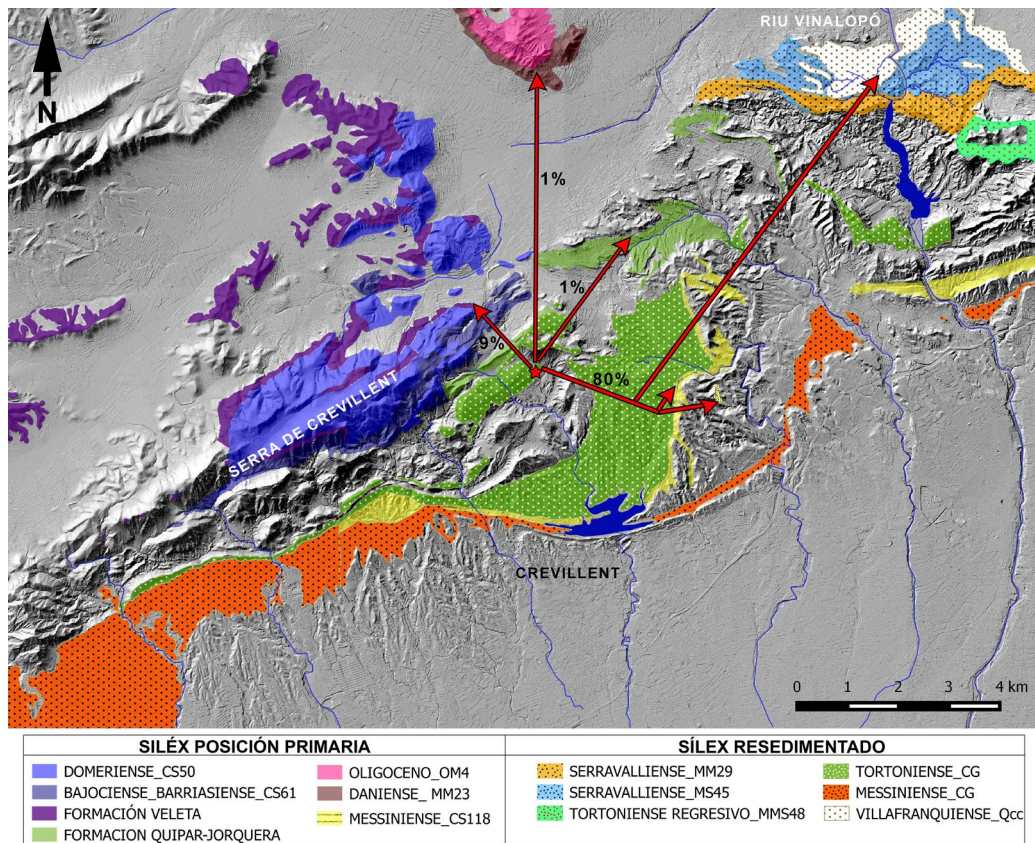 RIU VINALOPÓ
N
1%
1%
9%
80%
SERRA DE CREVILLENT
CREVILLENT
0 1 2 4 km
SILÉX POSICIÓN PRIMARIA
DOMERIENSE_CS50
BAJOCIENSE_BARRIASIENSE_CS61
FORMACIÓN VELETA
FORMACION QUIPAR-JORQUERA
OLIGOCENO_OM4
DANIENSE_ MM23
MESSINIENSE_CS118
SÍLEX RESEDIMENTADO
SERRAVALLIENSE_MM29
SERRAVALLIENSE_MS45
TORTONIENSE REGRESIVO_MMS48
TORTONIENSE_CG
MESSINIENSE_CG
VILLAFRANQUIENSE_Qcc